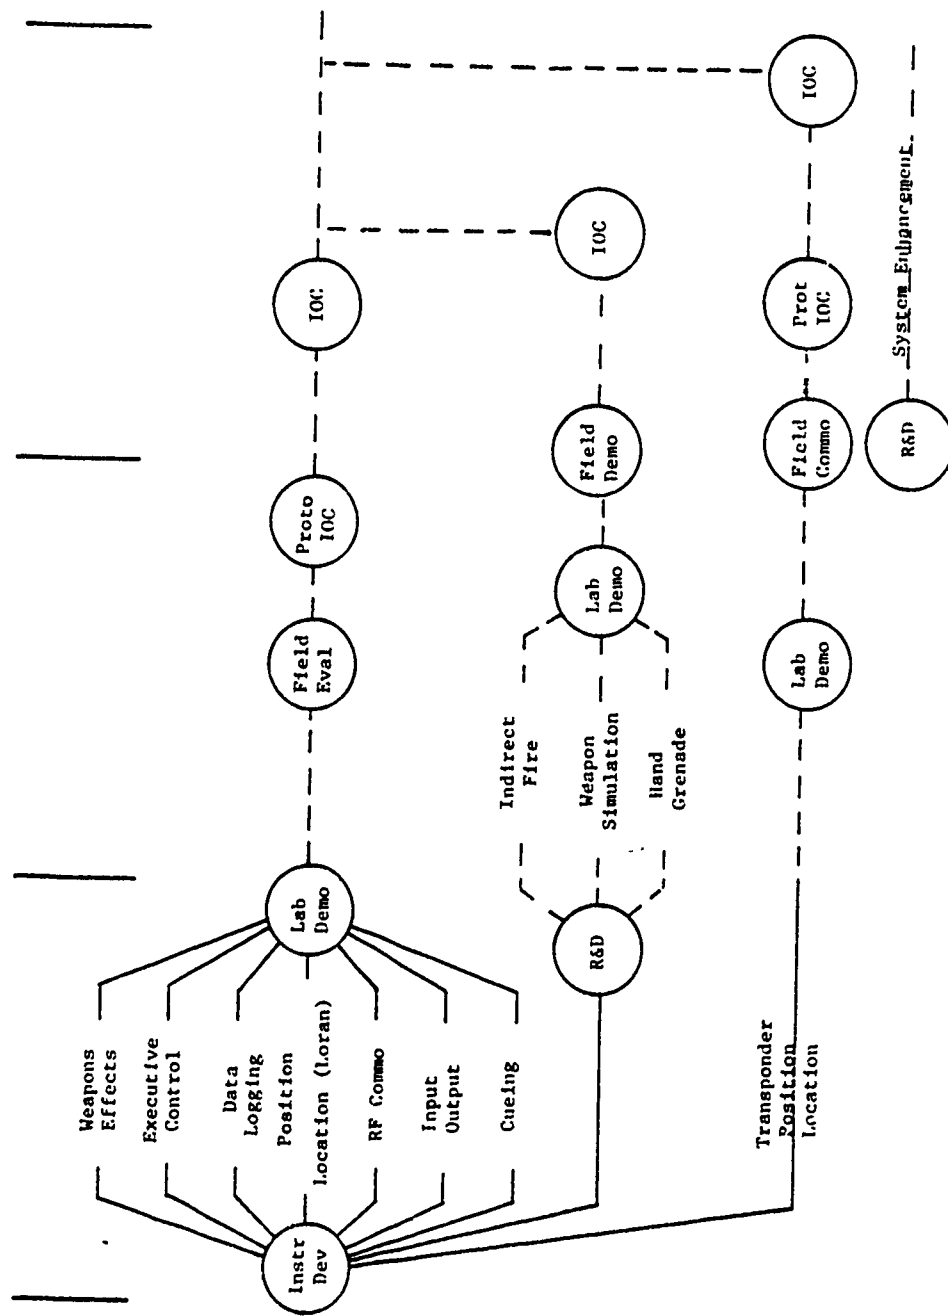 Instr
Dev
Weapons
Effects
Executive
Control
Data
Logging
Position
Location (Loran)
RF Commo
Input
Output
Cueing
Lab
Demo
Field
Eval
Proto
IOC
IOC
R&D
Indirect
Fire
Weapon
Simulation
Hand
Grenade
Lab
Demo
Field
Demo
IOC
Transponder
Position
Location
Lab
Demo
Field
Commo
Prot
IOC
IOC
R&D
System Enhancement